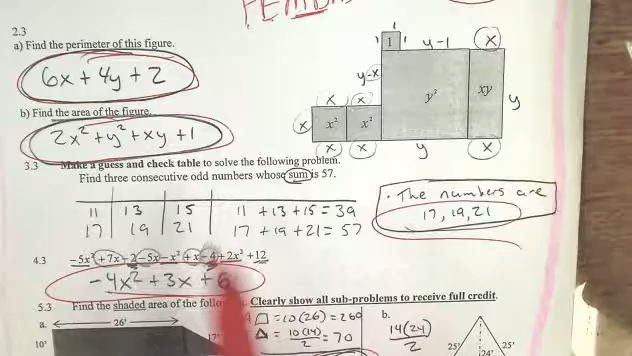 2.3
a) Find the perimeter of this figure.
6x + 4y + 2
b) Find the area of the figure.
2x² + y² + xy + 1
1
1 1 1 y-1 x
y-x
x x y² xy y
x x² x²
x x y x
3.3 Make a guess and check table to solve the following problem.
Find three consecutive odd numbers whose sum is 57.
11 13 15 11 + 13 + 15 = 39
17 19 21 17 + 19 + 21 = 57
· The numbers are
17, 19, 21
4.3 -5x² + 7x - 2 - 5x - x² + x - 4 + 2x² + 12
-4x² + 3x + 6
5.3 Find the shaded area of the Clearly show all sub-problems to receive full credit.
a. 26' = 10(26) = 260 b. 14(24)
10' 17' = 10(14) = 70 2 25' 25'
2 24'